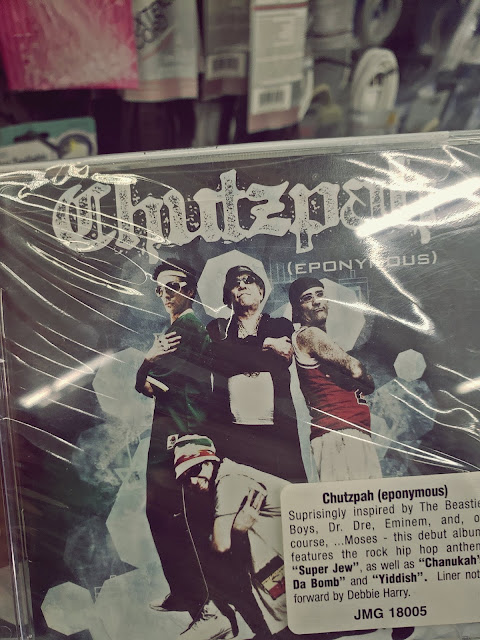 Chutzpah
(EPONYMOUS)
Chutzpah (eponymous)
Suprisingly inspired by The Beastie
Boys, Dr. Dre, Eminem, and, o
course, ...Moses - this debut album
features the rock hip hop anthem
"Super Jew", as well as "Chanukah'
Da Bomb" and "Yiddish". Liner not
forward by Debbie Harry.
JMG 18005